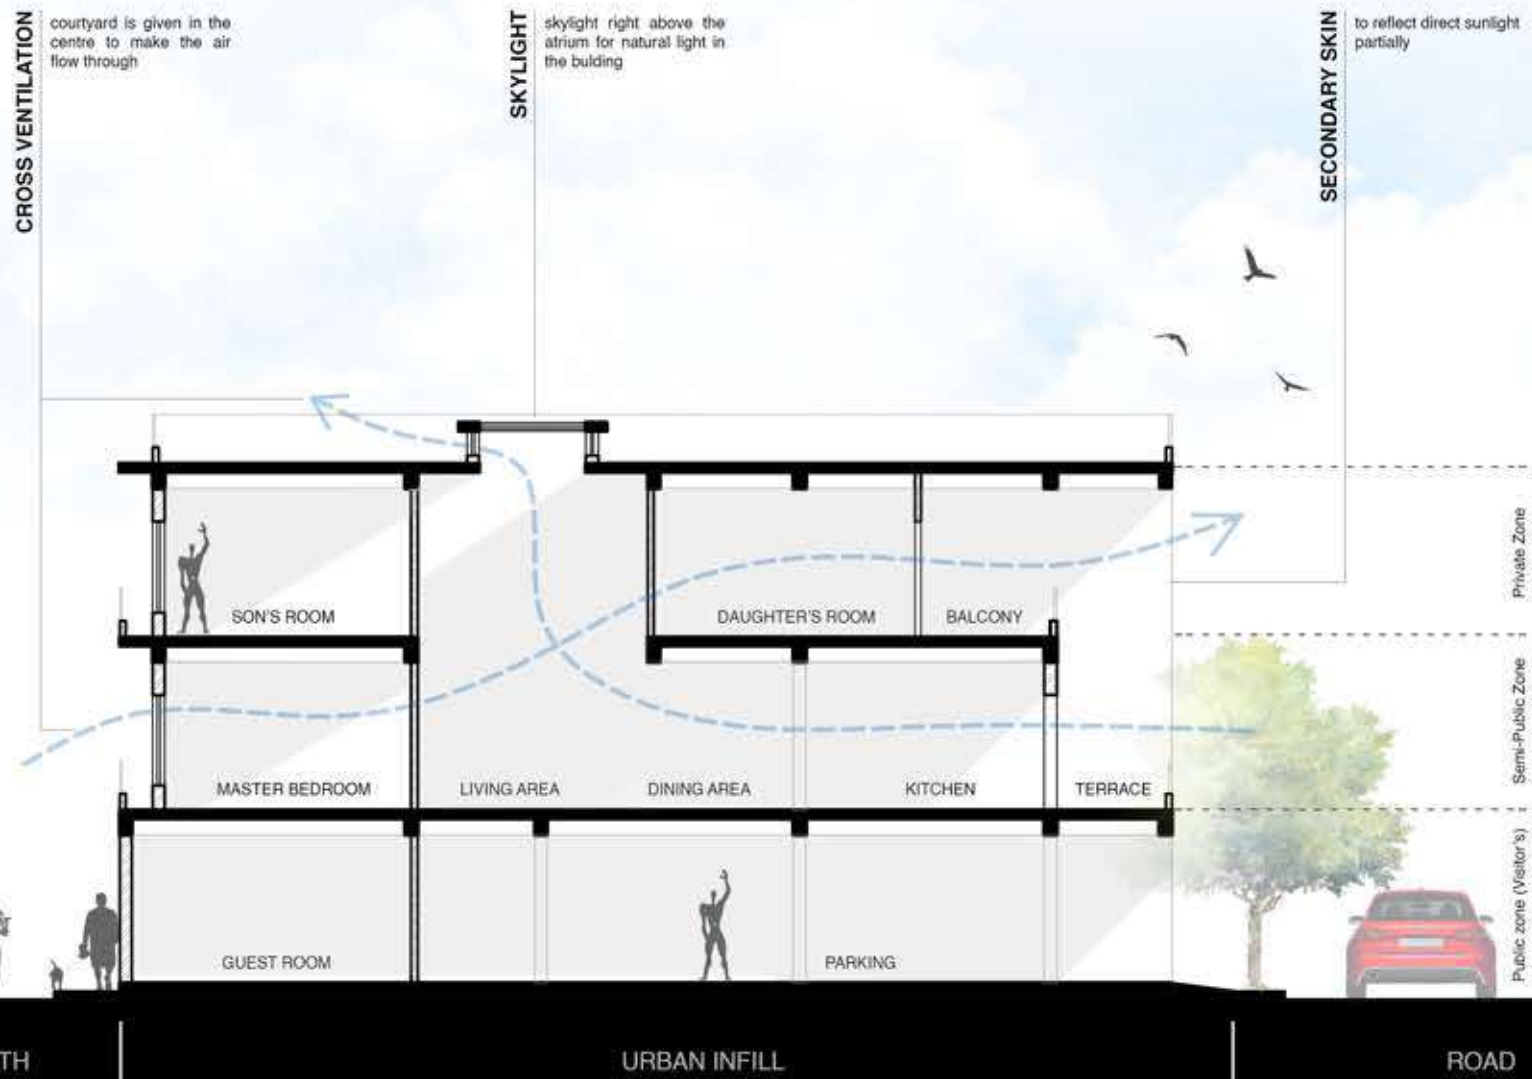 CROSS VENTILATION
courtyard is given in the
centre to make the air
flow through
SKYLIGHT
skylight right above the
atrium for natural light in
the bulding
SECONDARY SKIN
to reflect direct sunlight
partially
SON'S ROOM
DAUGHTER'S ROOM
BALCONY
Private Zone
MASTER BEDROOM
LIVING AREA
DINING AREA
KITCHEN
TERRACE
Semi-Public Zone
GUEST ROOM
PARKING
Public zone (Visitor's)
TH
URBAN INFILL
ROAD